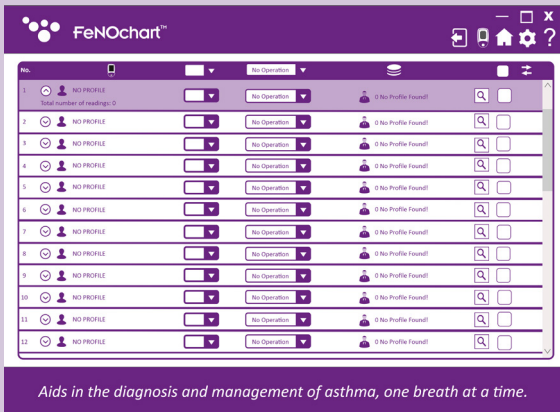 FeNOchart™
?
No. No Operation
1 NO PROFILE No Operation 0 No Profile Found!
Total number of readings: 0
2 NO PROFILE No Operation 0 No Profile Found!
3 NO PROFILE No Operation 0 No Profile Found!
4 NO PROFILE No Operation 0 No Profile Found!
5 NO PROFILE No Operation 0 No Profile Found!
6 NO PROFILE No Operation 0 No Profile Found!
7 NO PROFILE No Operation 0 No Profile Found!
8 NO PROFILE No Operation 0 No Profile Found!
9 NO PROFILE No Operation 0 No Profile Found!
10 NO PROFILE No Operation 0 No Profile Found!
11 NO PROFILE No Operation 0 No Profile Found!
12 NO PROFILE No Operation 0 No Profile Found!
Aids in the diagnosis and management of asthma, one breath at a time.